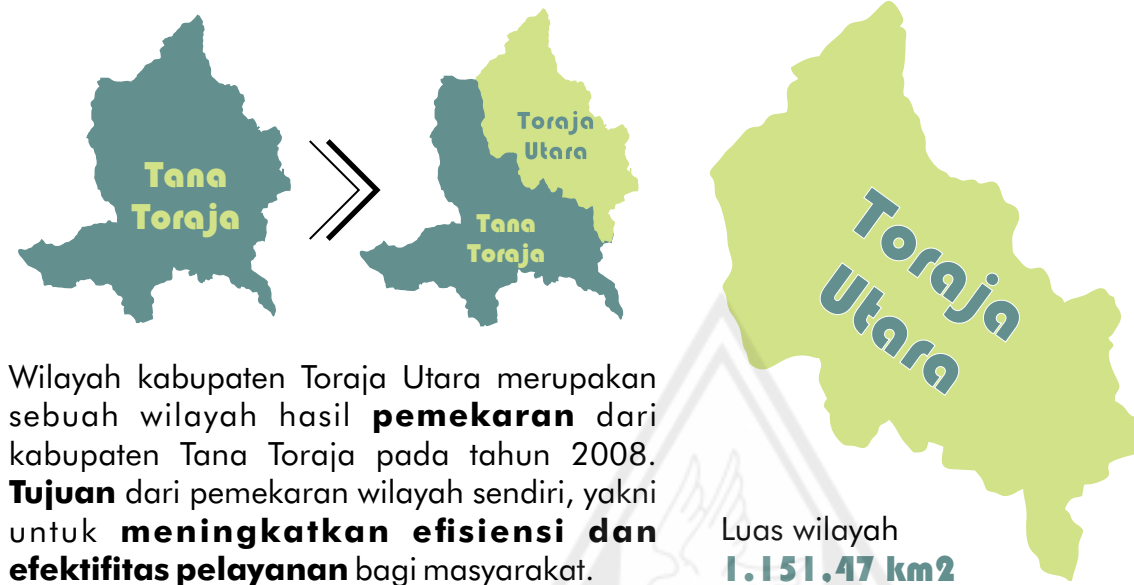 Tana
Toraja
Toraja
Utara
Tana
Toraja
Toraja
Utara
Wilayah kabupaten Toraja Utara merupakan
sebuah wilayah hasil pemekaran dari
kabupaten Tana Toraja pada tahun 2008.
Tujuan dari pemekaran wilayah sendiri, yakni
untuk meningkatkan efisiensi dan
efektifitas pelayanan bagi masyarakat.
Luas wilayah
1.151,47 km2